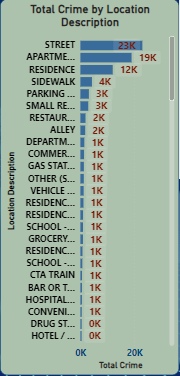 Total Crime by Location
Description
STREET 23K
APARTME... 19K
RESIDENCE 12K
SIDEWALK 4K
PARKING ... 3K
SMALL RE... 3K
RESTAUR... 2K
ALLEY 2K
DEPARTM... 1K
COMMER... 1K
GAS STAT... 1K
OTHER (S... 1K
VEHICLE ... 1K
RESIDENC... 1K
RESIDENC... 1K
SCHOOL -... 1K
GROCERY... 1K
RESIDENC... 1K
SCHOOL -... 1K
CTA TRAIN 1K
BAR OR T... 1K
HOSPITAL... 1K
CONVENI... 1K
DRUG ST... 0K
HOTEL / ... 0K
Location Description
0K 20K
Total Crime